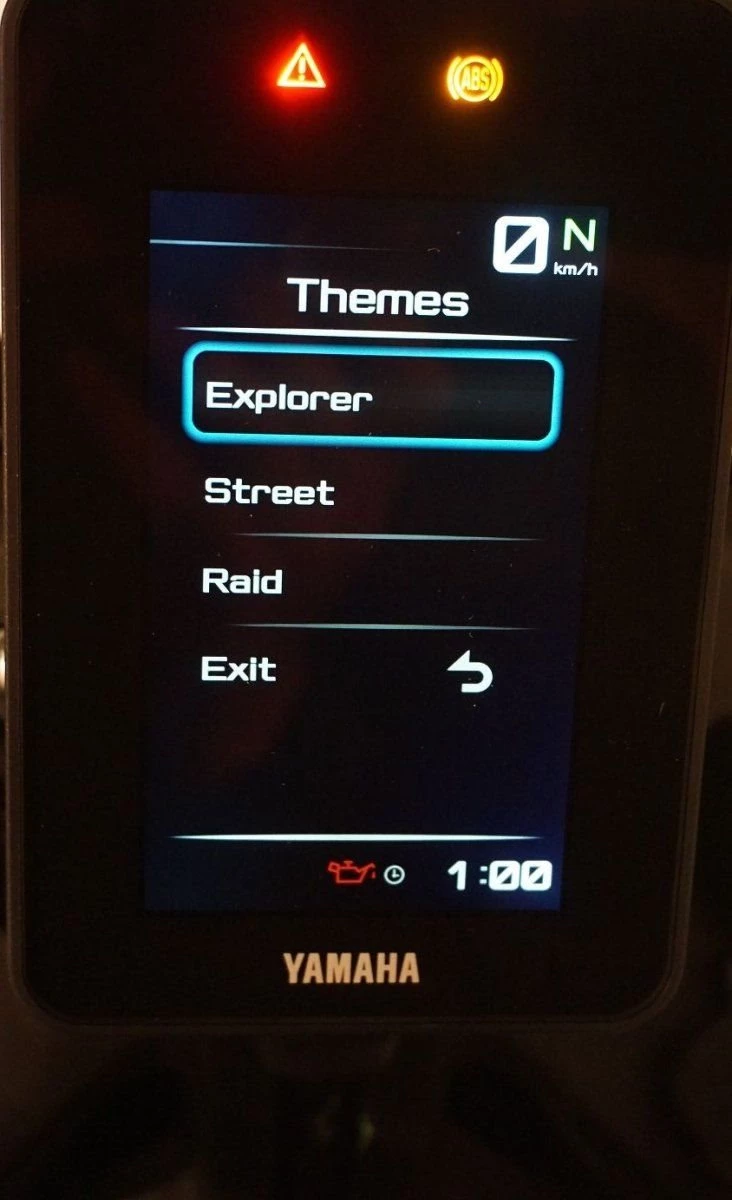 ABS
0 N
km/h
Themes
Explorer
Street
Raid
Exit
1:00
YAMAHA